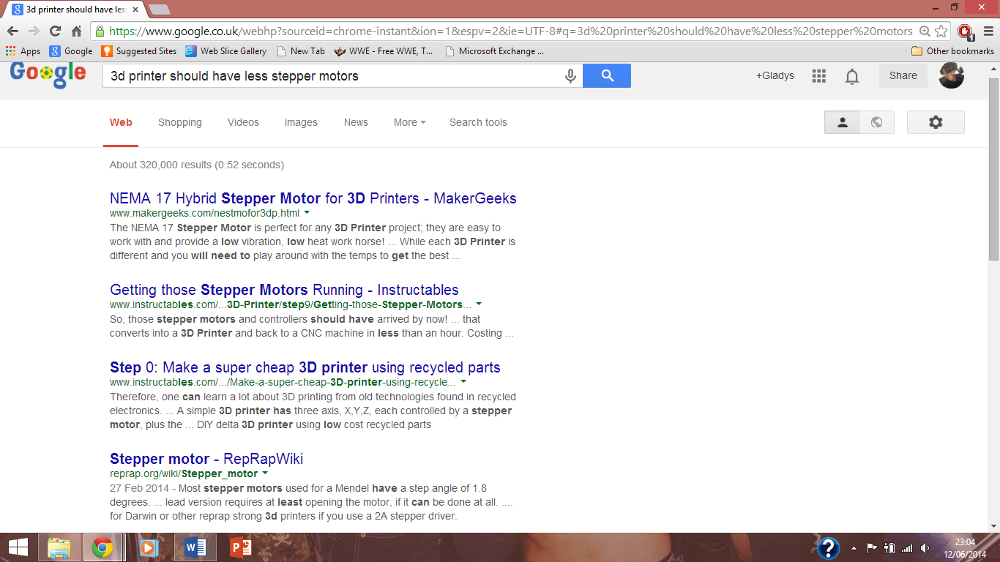 3d printer should have les
https://www.google.co.uk/webhp?sourceid=chrome-instant&ion=1&espv=2&ie=UTF-8#q=3d%20printer%20should%20have%20less%20stepper%20motors
Apps Google Suggested Sites Web Slice Gallery New Tab WWE - Free WWE, T... Microsoft Exchange ... Other bookmarks
Google 3d printer should have less stepper motors +Gladys Share
Web Shopping Videos Images News More Search tools
About 320,000 results (0.52 seconds)
NEMA 17 Hybrid Stepper Motor for 3D Printers - MakerGeeks
www.makergeeks.com/nestmofor3dp.html
The NEMA 17 Stepper Motor is perfect for any 3D Printer project; they are easy to
work with and provide a low vibration, low heat work horse! ... While each 3D Printer is
different and you will need to play around with the temps to get the best ...
Getting those Stepper Motors Running - Instructables
www.instructables.com/...3D-Printer/step9/Getting-those-Stepper-Motors...
So, those stepper motors and controllers should have arrived by now! ... that
converts into a 3D Printer and back to a CNC machine in less than an hour. Costing ...
Step 0: Make a super cheap 3D printer using recycled parts
www.instructables.com/.../Make-a-super-cheap-3D-printer-using-recycle...
Therefore, one can learn a lot about 3D printing from old technologies found in recycled
electronics. ... A simple 3D printer has three axis, X,Y,Z, each controlled by a stepper
motor, plus the ... DIY delta 3D printer using low cost recycled parts
Stepper motor - RepRapWiki
reprap.org/wiki/Stepper_motor
27 Feb 2014 - Most stepper motors used for a Mendel have a step angle of 1.8
degrees. ... lead version requires at least opening the motor, if it can be done at all. ....
for Darwin or other reprap strong 3d printers if you use a 2A stepper driver.
23:04
12/06/2014